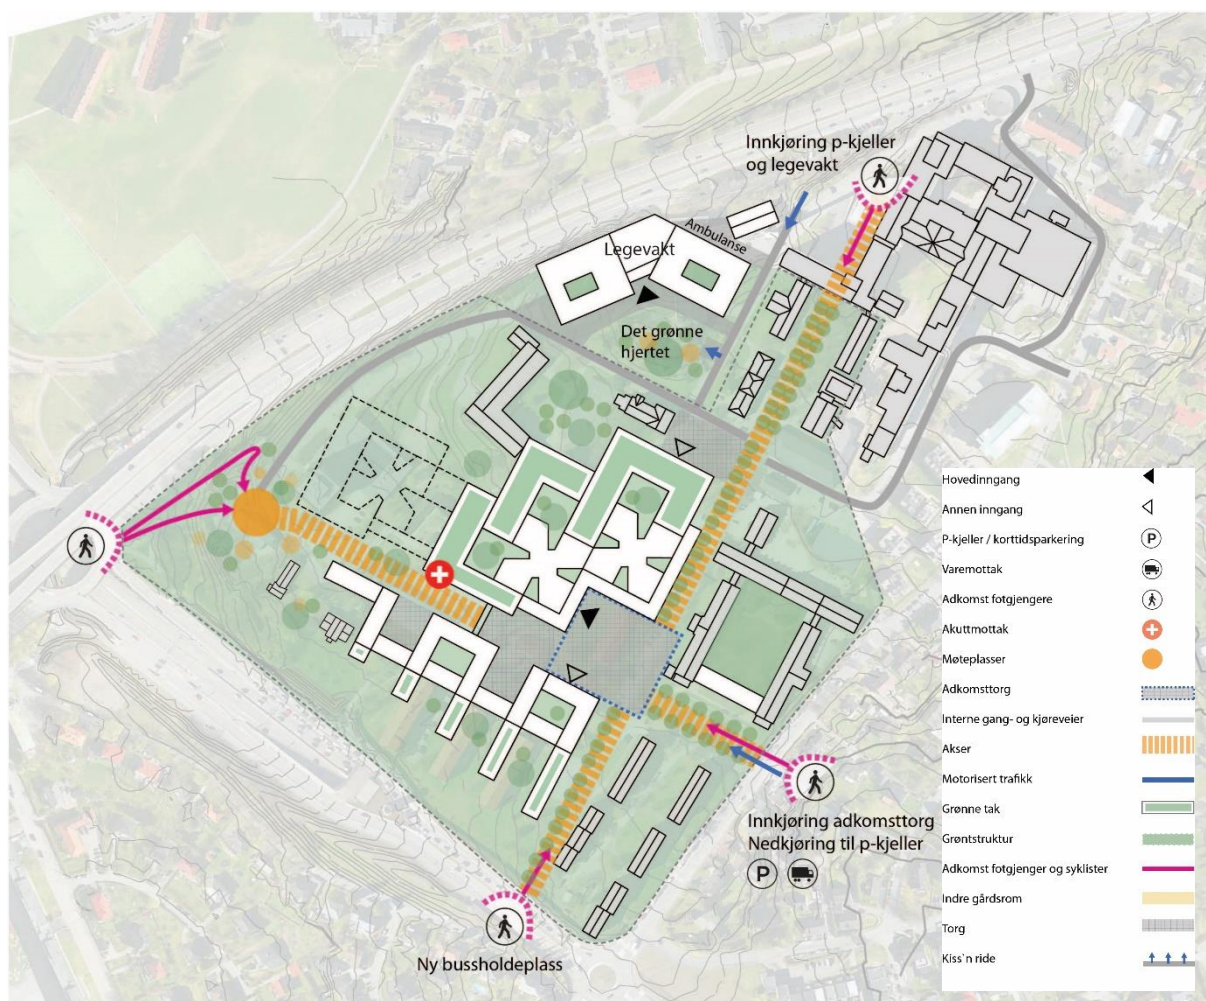 Innkjøring p-kjeller
og legevakt
Ambulanse
Legevakt
Det grønne
hjertet
Innkjøring adkomsttorg
Nedkjøring til p-kjeller
P
Ny bussholdeplass
Hovedinngang
Annen inngang
P-kjeller / korttidsparkering
P
Varemottak
Adkomst fotgjengere
Akuttmottak
Møteplasser
Adkomsttorg
Interne gang- og kjøreveier
Akser
Motorisert trafikk
Grønne tak
Grøntstruktur
Adkomst fotgjenger og syklister
Indre gårdsrom
Torg
Kiss`n ride